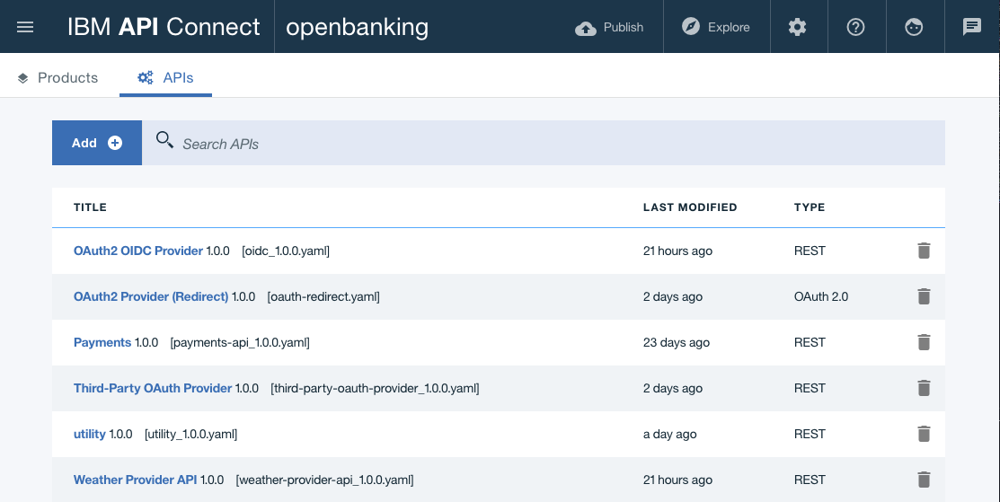 IBM API Connect openbanking Publish Explore
Products APIs
Add Search APIs
TITLE LAST MODIFIED TYPE
OAuth2 OIDC Provider 1.0.0 [oidc_1.0.0.yaml] 21 hours ago REST
OAuth2 Provider (Redirect) 1.0.0 [oauth-redirect.yaml] 2 days ago OAuth 2.0
Payments 1.0.0 [payments-api_1.0.0.yaml] 23 days ago REST
Third-Party OAuth Provider 1.0.0 [third-party-oauth-provider_1.0.0.yaml] 2 days ago REST
utility 1.0.0 [utility_1.0.0.yaml] a day ago REST
Weather Provider API 1.0.0 [weather-provider-api_1.0.0.yaml] 21 hours ago REST